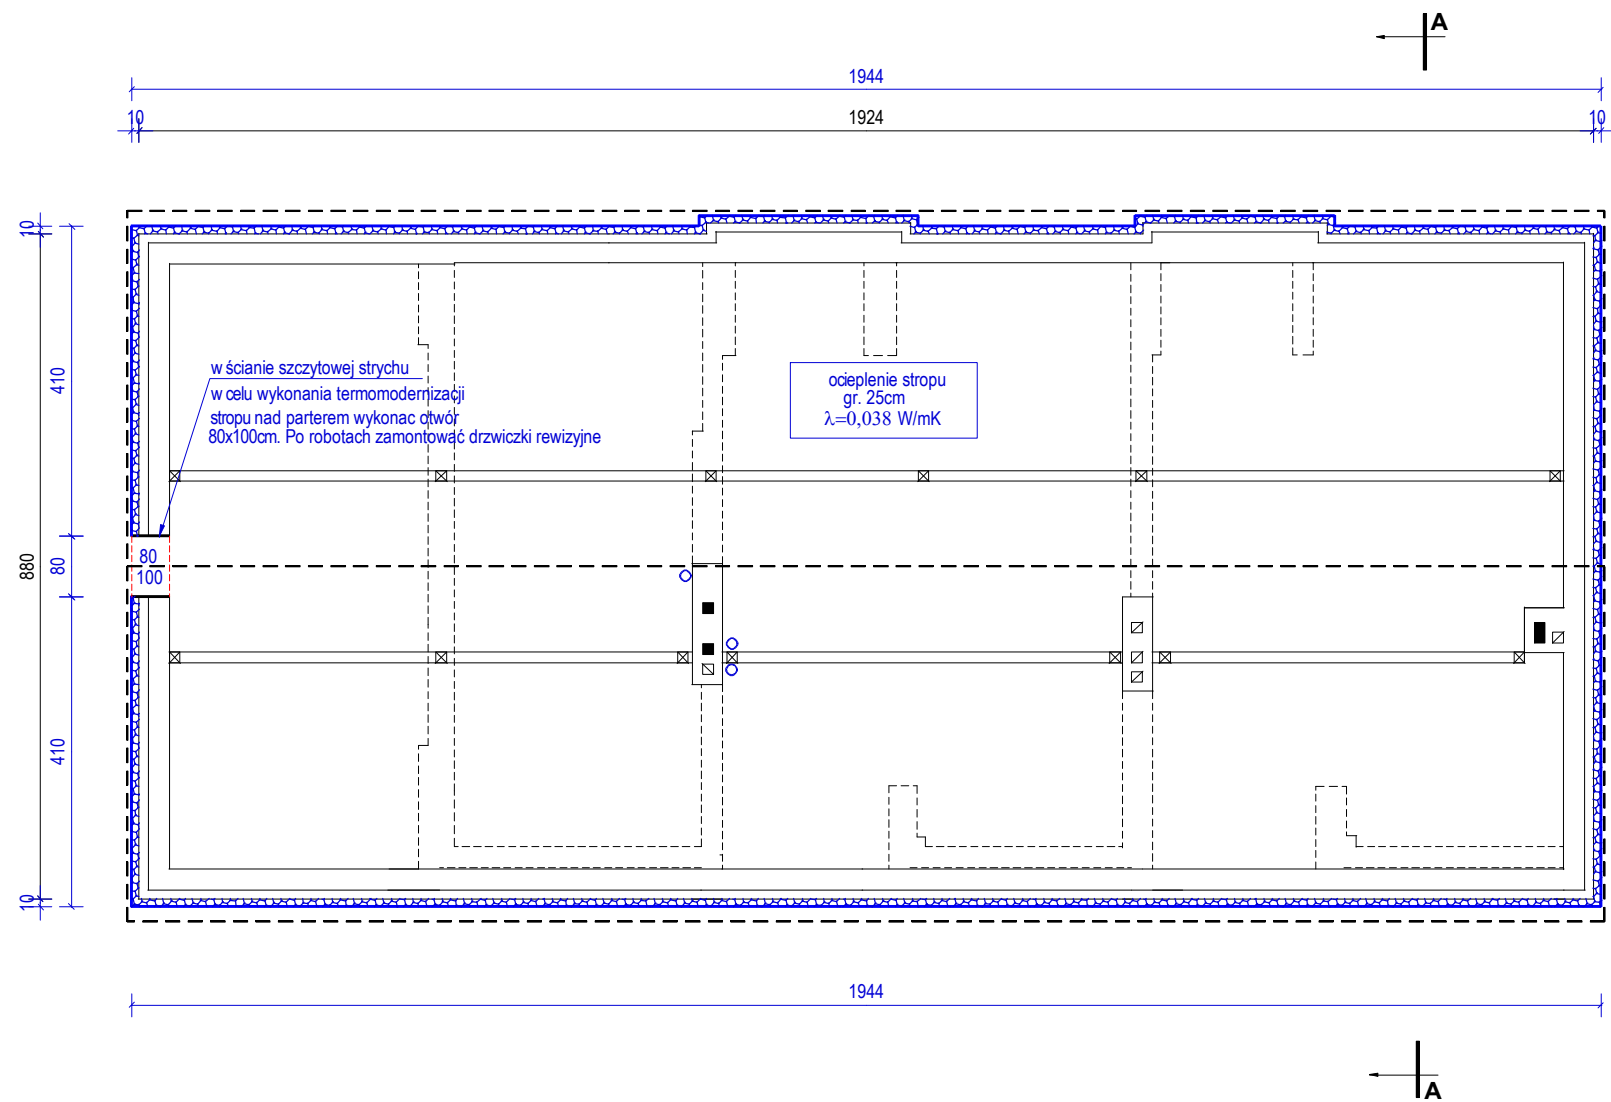 A
1944
10
1924
10
10
410
w ścianie szczytowej strychu
w celu wykonania termomodernizacji
stropu nad parterem wykonac otwór
80x100cm. Po robotach zamontować drzwiczki rewizyjne
ocieplenie stropu
gr. 25cm
λ=0,038 W/mK
880
80
80
100
410
10
1944
A